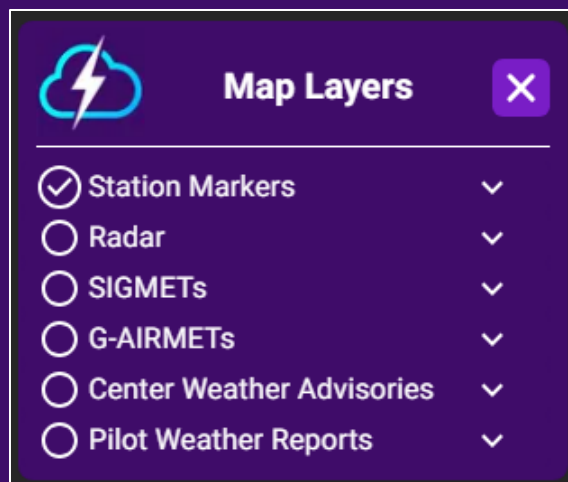 Map Layers
Station Markers
Radar
SIGMETs
G-AIRMETs
Center Weather Advisories
Pilot Weather Reports